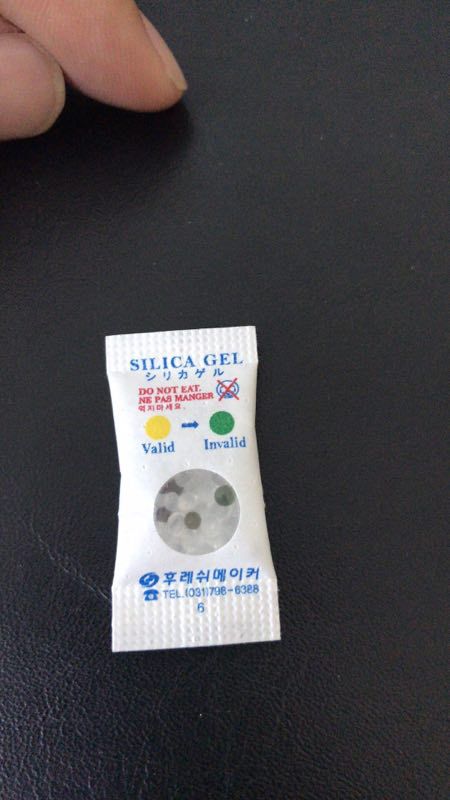 SILICA GEL
シリカゲル
DO NOT EAT.
NE PAS MANGER
먹지마세요.
Valid
Invalid
후레쉬메이커
TEL.(031)798-6388
6